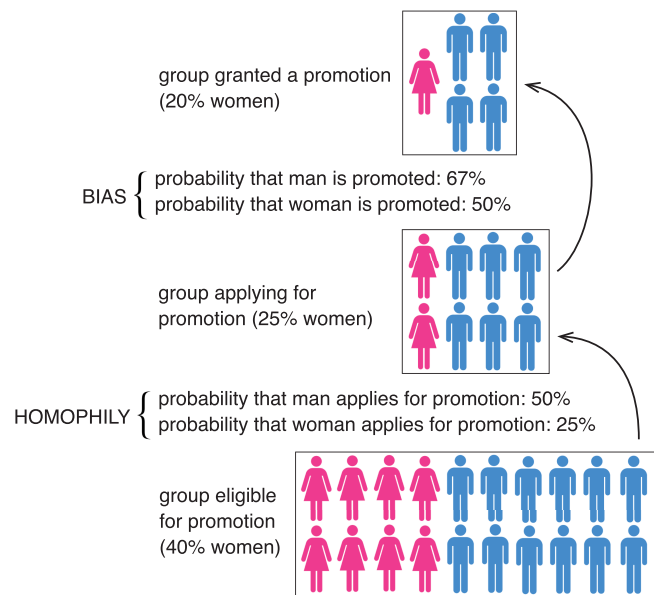 group granted a promotion
(20% women)
BIAS
probability that man is promoted: 67%
probability that woman is promoted: 50%
group applying for
promotion (25% women)
HOMOPHILY
probability that man applies for promotion: 50%
probability that woman applies for promotion: 25%
group eligible
for promotion
(40% women)